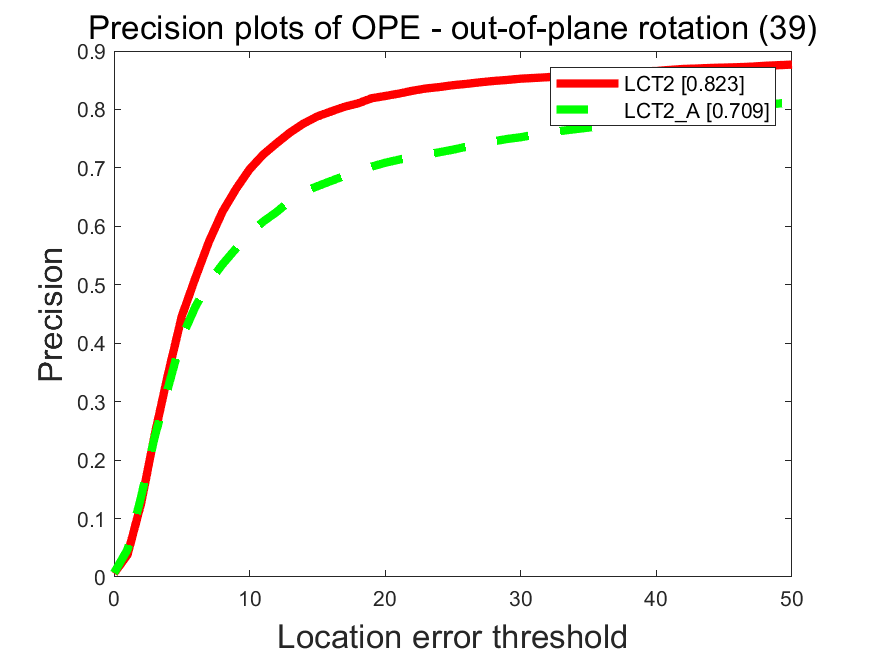 Precision plots of OPE - out-of-plane rotation (39)
0.9
LCT2 [0.823]
LCT2_A [0.709]
0.8
0.7
0.6
0.5
0.4
0.3
0.2
0.1
0
Precision
0 10 20 30 40 50
Location error threshold